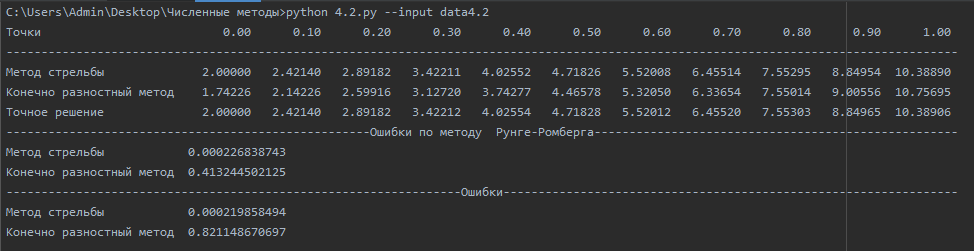 C:\Users\Admin\Desktop\Численные методы>python 4.2.py --input data4.2
Точки 0.00 0.10 0.20 0.30 0.40 0.50 0.60 0.70 0.80 0.90 1.00
Метод стрельбы 2.00000 2.42140 2.89182 3.42211 4.02552 4.71826 5.52008 6.45514 7.55295 8.84954 10.38890
Конечно разностный метод 1.74226 2.14226 2.59916 3.12720 3.74277 4.46578 5.32050 6.33654 7.55014 9.00556 10.75695
Точное решение 2.00000 2.42140 2.89182 3.42212 4.02554 4.71828 5.52012 6.45520 7.55303 8.84965 10.38906
Ошибки по методу Рунге-Ромберга
Метод стрельбы 0.000226838743
Конечно разностный метод 0.413244502125
Ошибки
Метод стрельбы 0.000219858494
Конечно разностный метод 0.821148670697